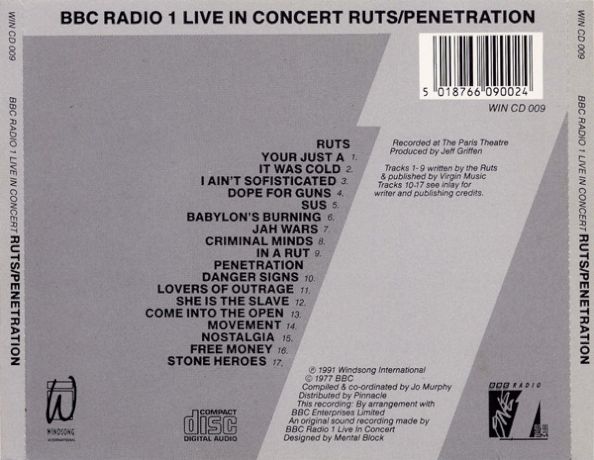 BBC RADIO 1 LIVE IN CONCERT RUTS/PENETRATION
WIN CD 009
BBC RADIO 1 LIVE IN CONCERT RUTS/PENETRATION
WIN CD 009
BBC RADIO 1 LIVE IN CONCERT RUTS/PENETRATION
5 018766 090024
WIN CD 009
RUTS
YOUR JUST A 1.
IT WAS COLD 2.
I AIN'T SOFISTICATED 3.
DOPE FOR GUNS 4.
SUS 5.
BABYLON'S BURNING 6.
JAH WARS 7.
CRIMINAL MINDS 8.
IN A RUT 9.
PENETRATION
DANGER SIGNS 10.
LOVERS OF OUTRAGE 11.
SHE IS THE SLAVE 12.
COME INTO THE OPEN 13.
MOVEMENT 14.
NOSTALGIA 15.
FREE MONEY 16.
STONE HEROES 17.
Recorded at The Paris Theatre
Produced by Jeff Griffen
Tracks 1-9 written by the Ruts
& published by Virgin Music
Tracks 10-17 see inlay for
writer and publishing credits.
℗ 1991 Windsong International
© 1977 BBC
Compiled & co-ordinated by Jo Murphy
Distributed by Pinnacle
This recording: By arrangement with
BBC Enterprises Limited
An original sound recording made by
BBC Radio 1 Live In Concert
Designed by Mental Block
WINDSONG
INTERNATIONAL
COMPACT
disc
DIGITAL AUDIO
BBC RADIO